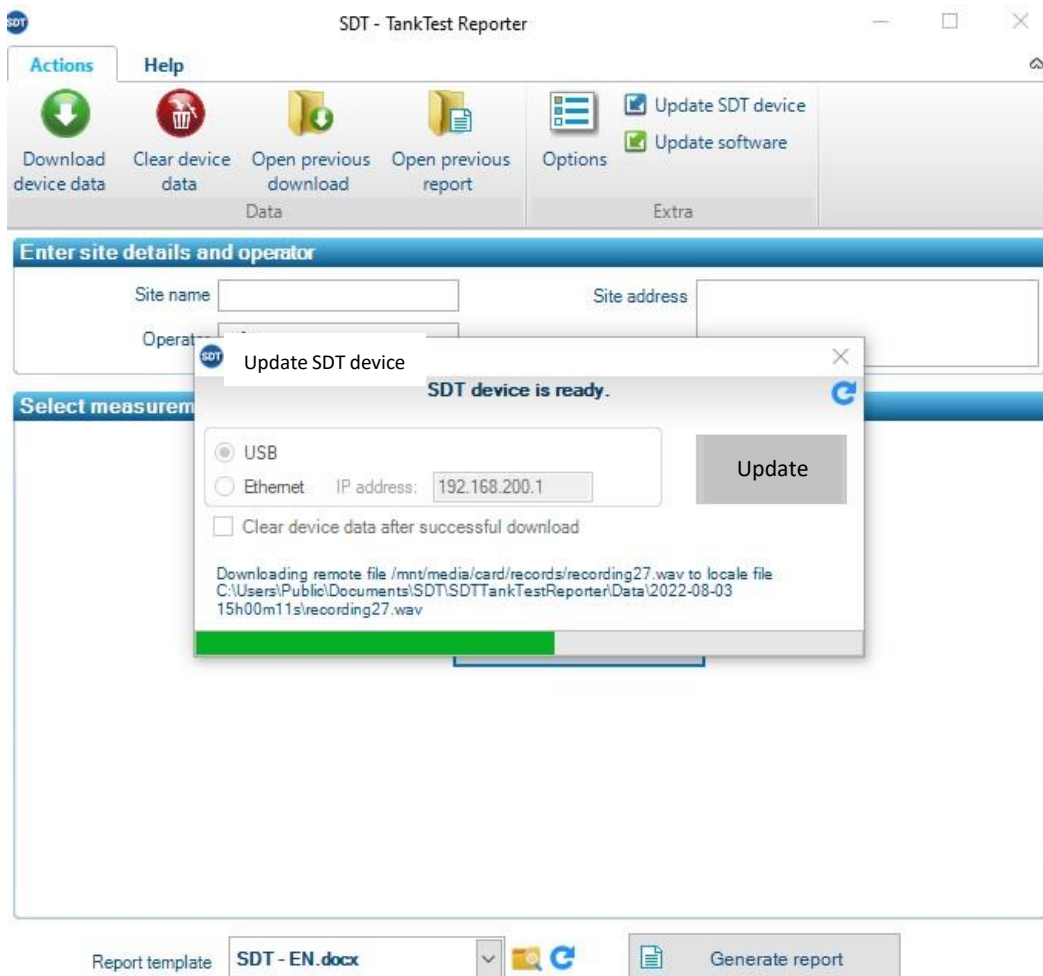 SDT
SDT - TankTest Reporter
Actions Help
Download device data
Clear device data
Open previous download
Open previous report
Options
Update SDT device
Update software
Data
Extra
Enter site details and operator
Site name
Site address
Operat
SDT
Update SDT device
SDT device is ready.
Select measurem
USB
Ethernet IP address: 192.168.200.1
Update
Clear device data after successful download
Downloading remote file /mnt/media/card/records/recording27.wav to locale file
C:\Users\Public\Documents\SDT\SDTTankTestReporter\Data\2022-08-03
15h00m11s\recording27.wav
Report template SDT - EN.docx Generate report